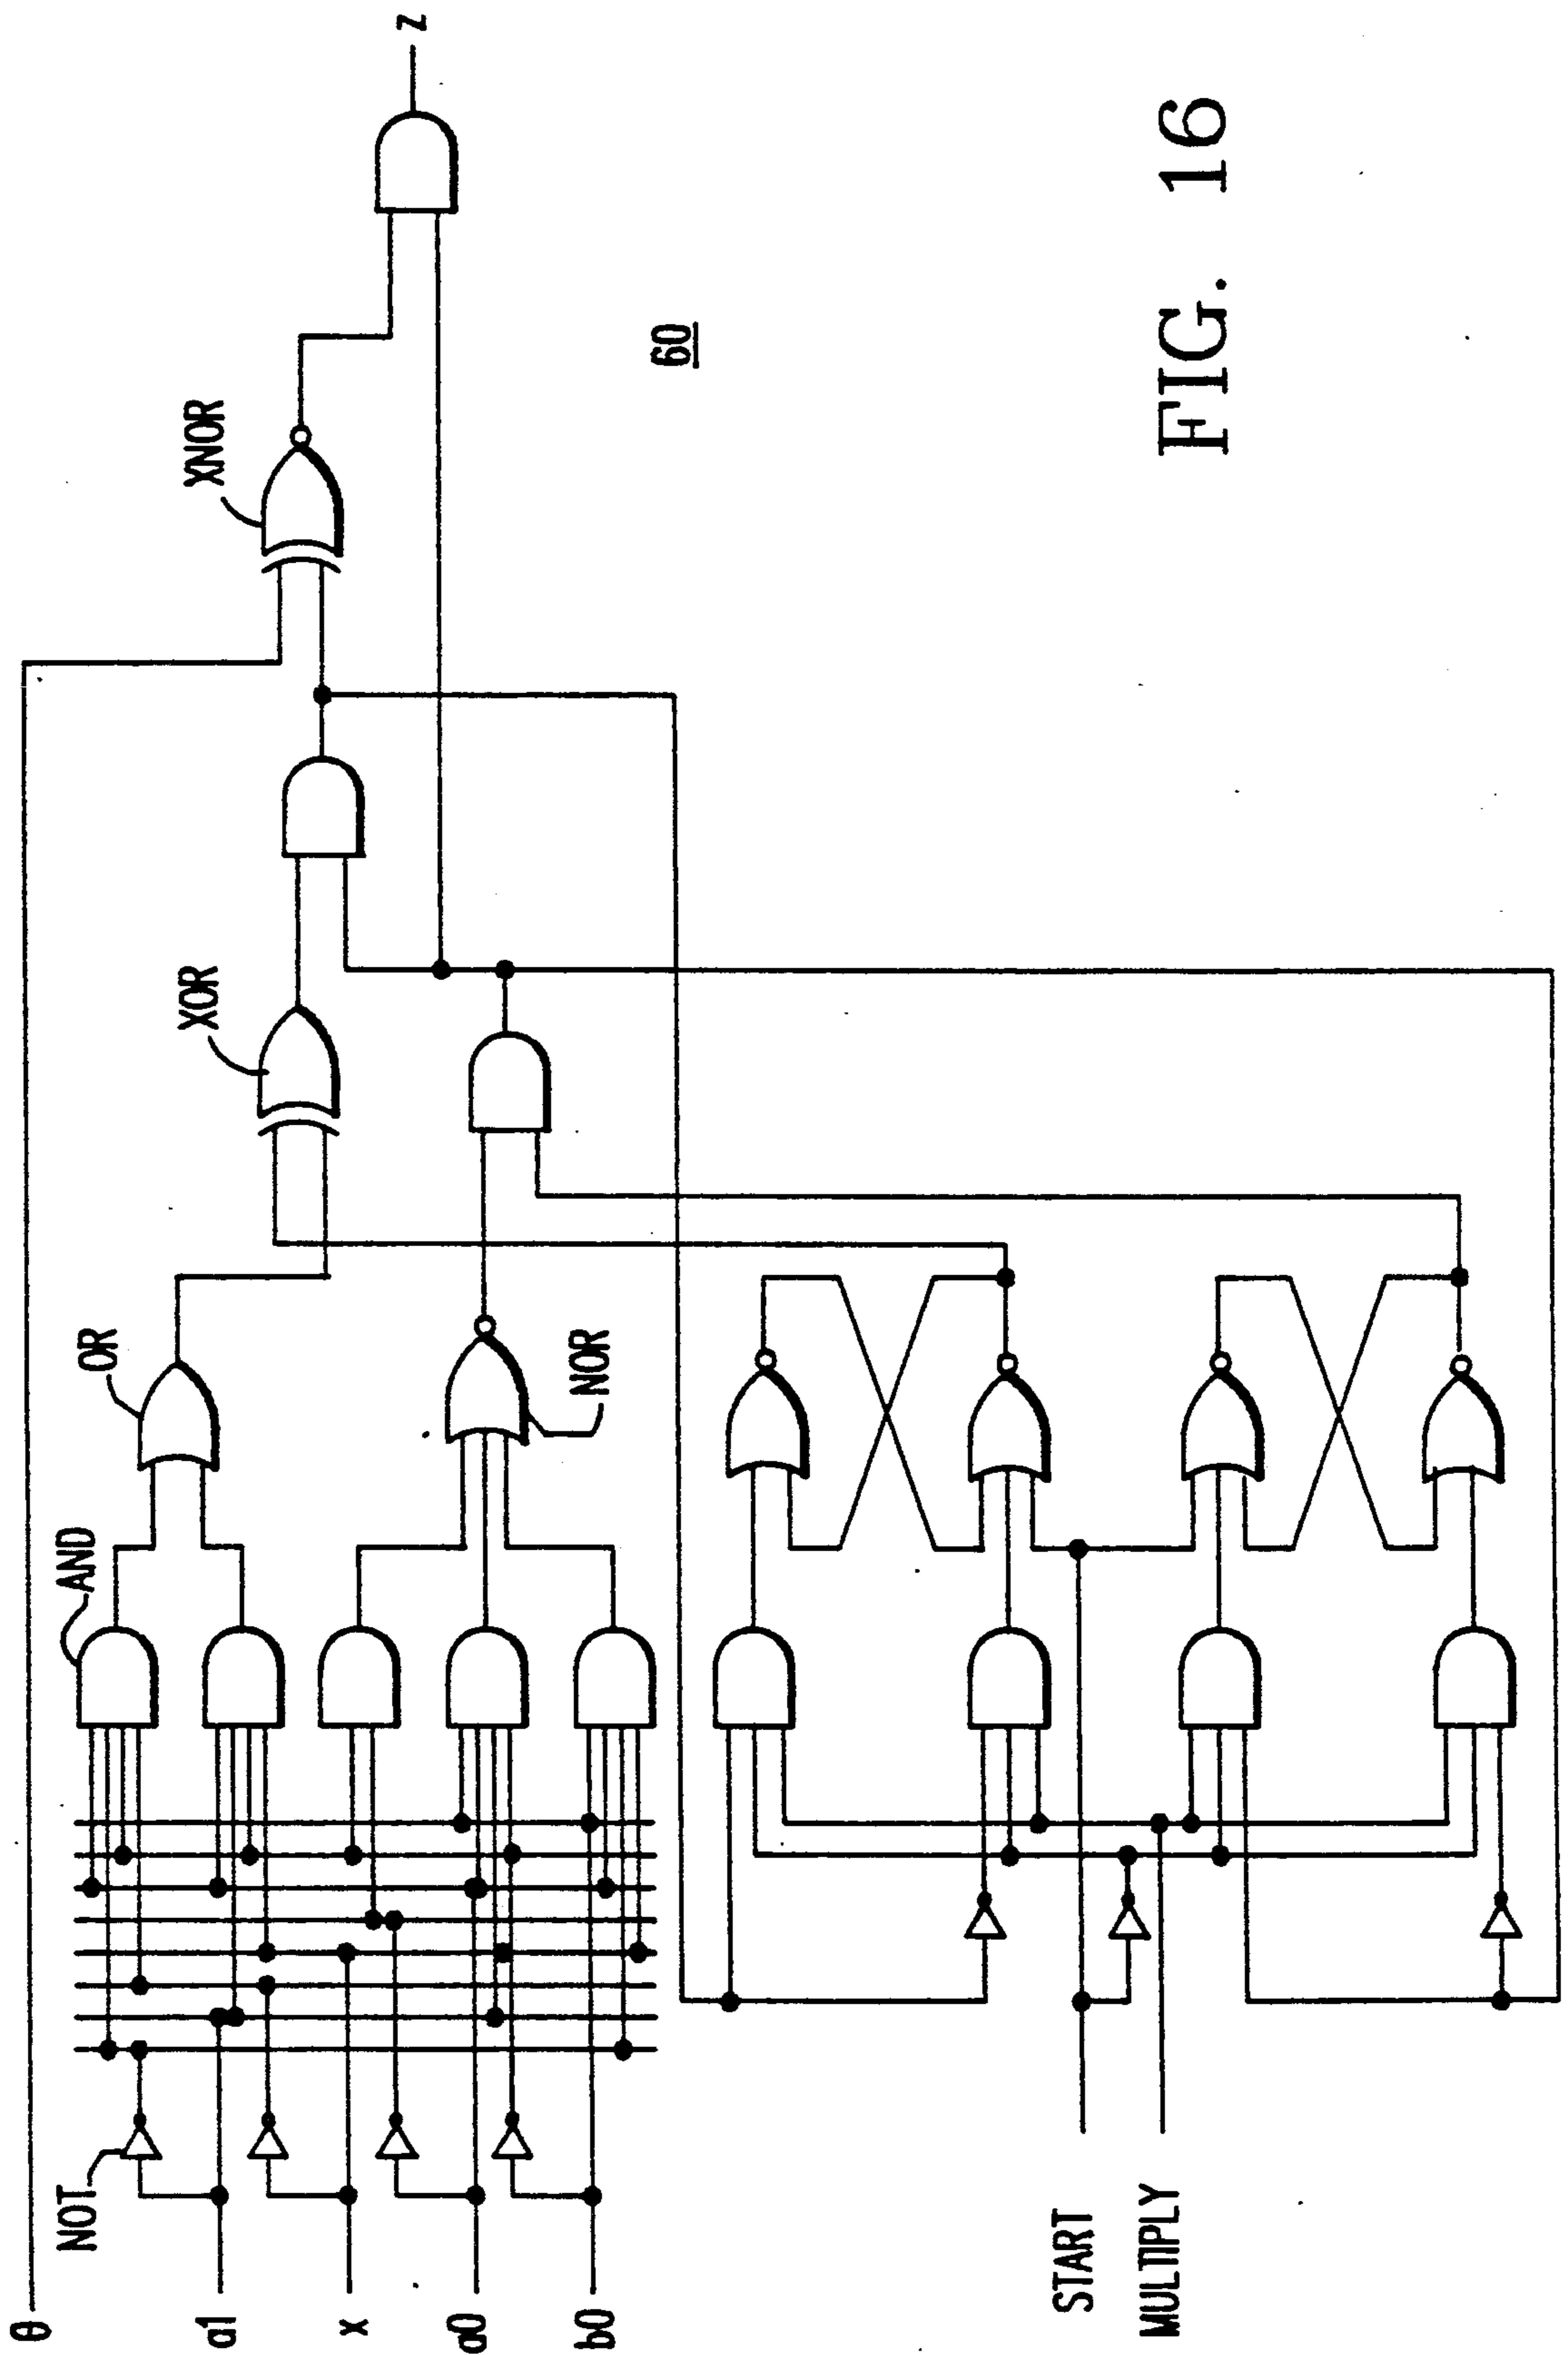 θ
a1
x
a0
b0
NOT
AND
OR
NOR
XOR
XNOR
z
START
MULTIPLY
60
FIG. 16